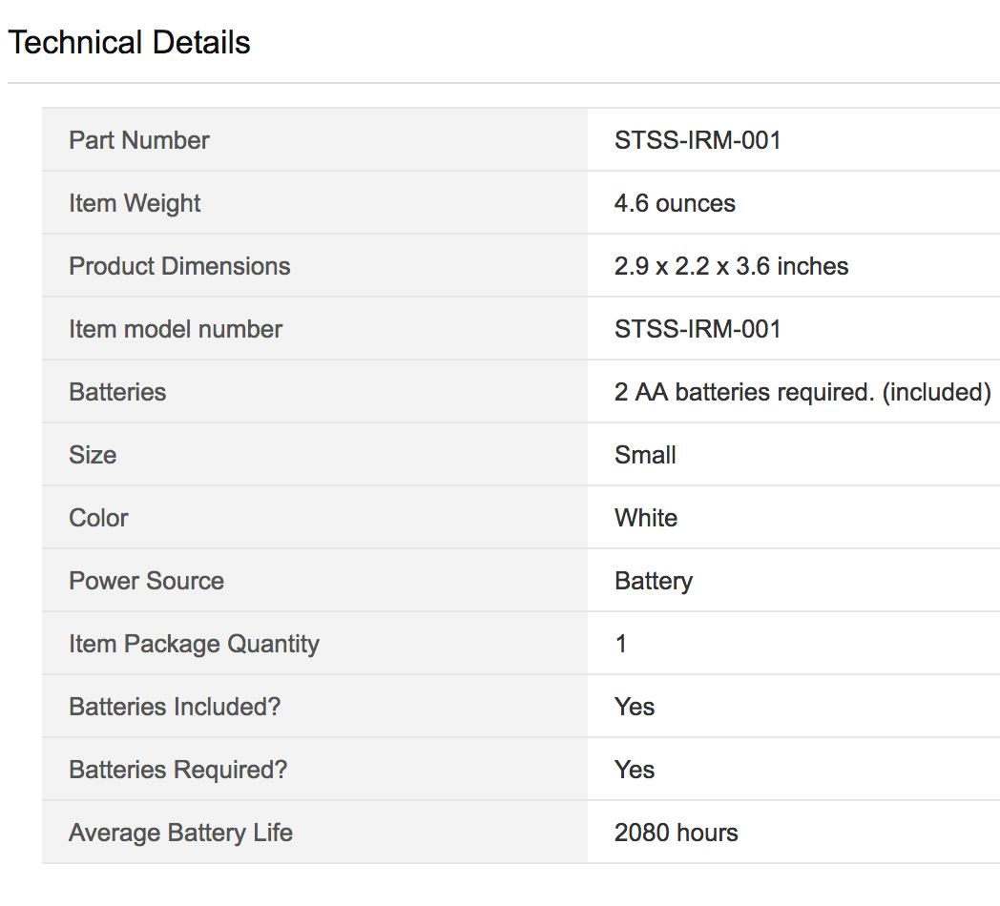 Technical Details
Part Number STSS-IRM-001
Item Weight 4.6 ounces
Product Dimensions 2.9 x 2.2 x 3.6 inches
Item model number STSS-IRM-001
Batteries 2 AA batteries required. (included)
Size Small
Color White
Power Source Battery
Item Package Quantity 1
Batteries Included? Yes
Batteries Required? Yes
Average Battery Life 2080 hours